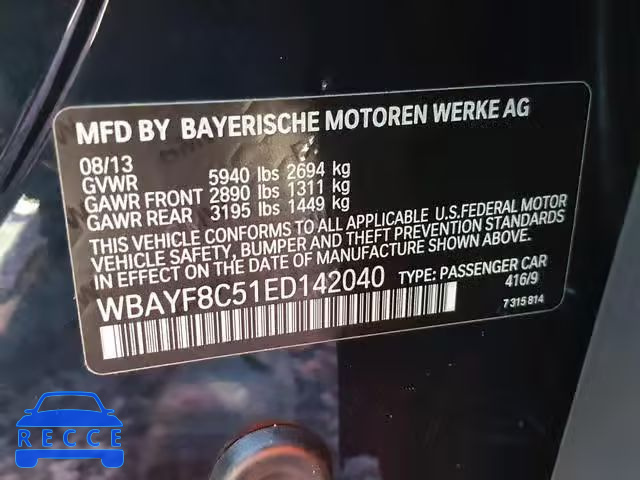 MFD BY BAYERISCHE MOTOREN WERKE AG
08/13
GVWR 5940 lbs 2694 kg
GAWR FRONT 2890 lbs 1311 kg
GAWR REAR 3195 lbs 1449 kg
THIS VEHICLE CONFORMS TO ALL APPLICABLE U.S.FEDERAL MOTOR
VEHICLE SAFETY, BUMPER AND THEFT PREVENTION STANDARDS
IN EFFECT ON THE DATE OF MANUFACTURE SHOWN ABOVE.
WBAYF8C51ED142040 TYPE: PASSENGER CAR
416/9
7 315 814
RECCE